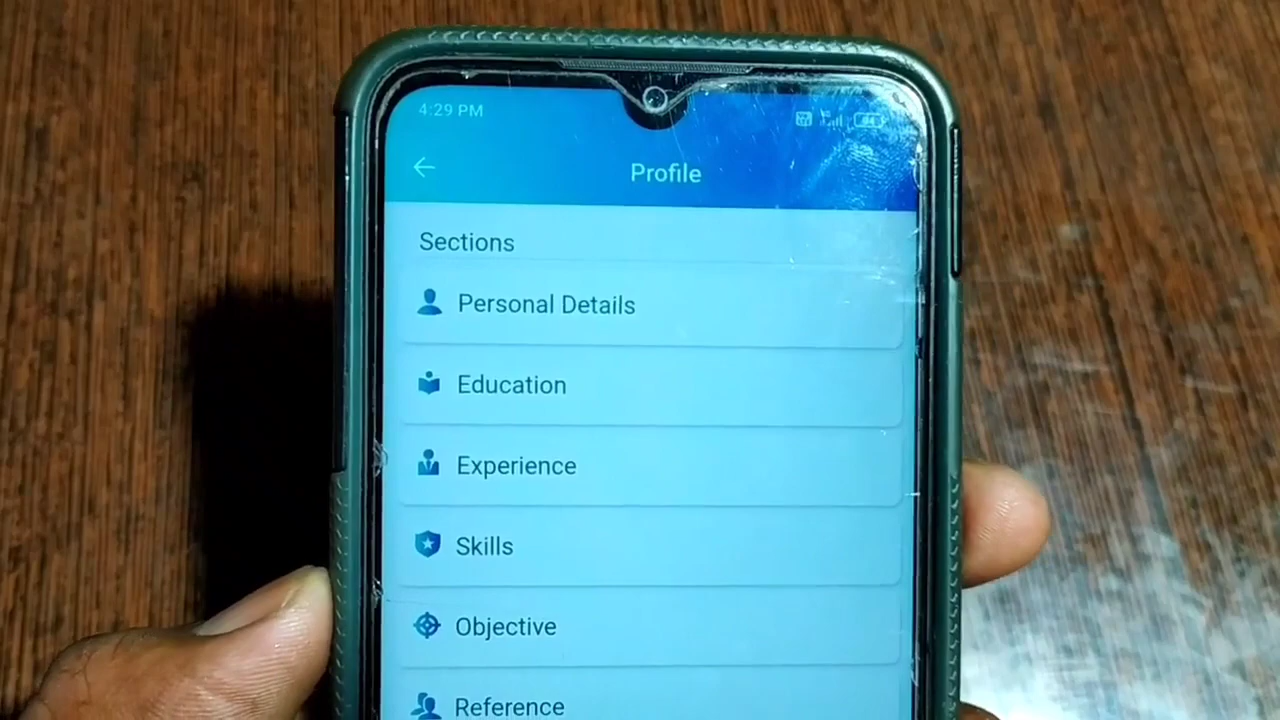 4:29 PM
Profile
Sections
Personal Details
Education
Experience
Skills
Objective
Reference